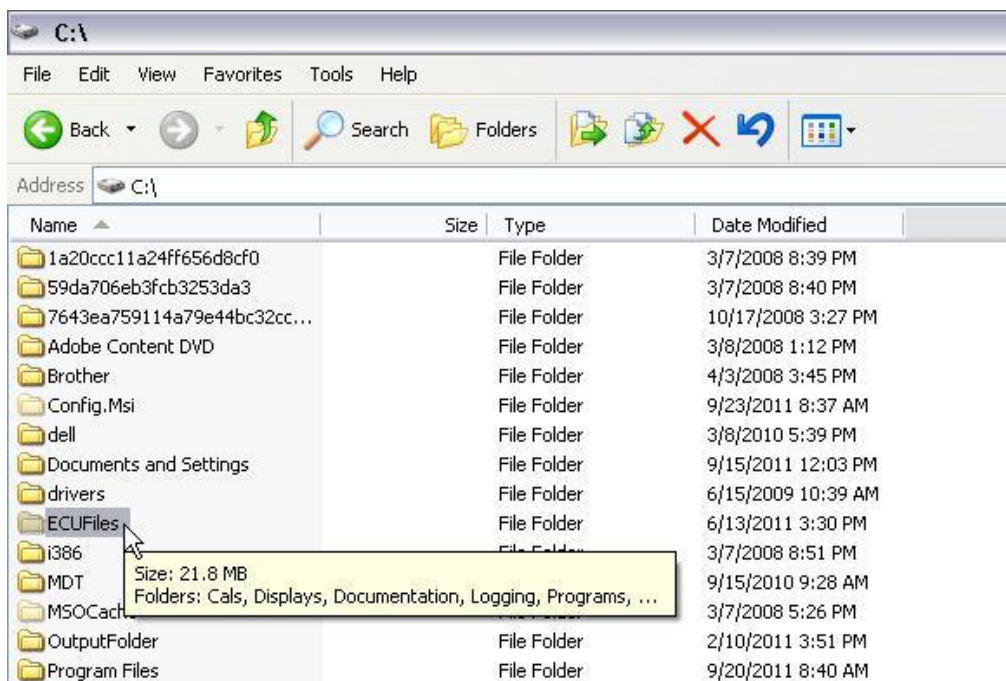 C:\
File Edit View Favorites Tools Help
Back Search Folders
Address C:\
Name Size Type Date Modified
1a20ccc11a24ff656d8cf0 File Folder 3/7/2008 8:39 PM
59da706eb3fcb3253da3 File Folder 3/7/2008 8:40 PM
7643ea759114a79e44bc32cc... File Folder 10/17/2008 3:27 PM
Adobe Content DVD File Folder 3/8/2008 1:12 PM
Brother File Folder 4/3/2008 3:45 PM
Config.Msi File Folder 9/23/2011 8:37 AM
dell File Folder 3/8/2010 5:39 PM
Documents and Settings File Folder 9/15/2011 12:03 PM
drivers File Folder 6/15/2009 10:39 AM
ECUFiles File Folder 6/13/2011 3:30 PM
i386 File Folder 3/7/2008 8:51 PM
Size: 21.8 MB
MDT 9/15/2010 9:28 AM
Folders: Cals, Displays, Documentation, Logging, Programs, ...
MSOCache File Folder 3/7/2008 5:26 PM
OutputFolder File Folder 2/10/2011 3:51 PM
Program Files File Folder 9/20/2011 8:40 AM